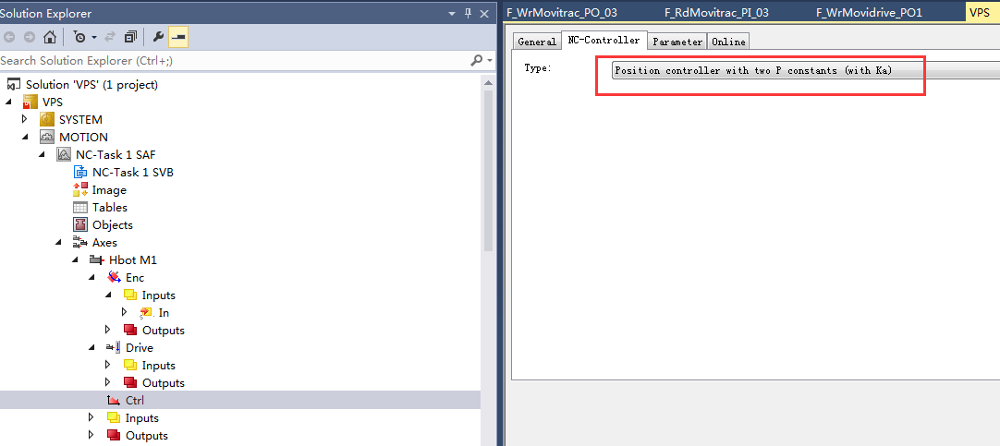 Solution Explorer
Search Solution Explorer (Ctrl+;)
Solution 'VPS' (1 project)
VPS
SYSTEM
MOTION
NC-Task 1 SAF
NC-Task 1 SVB
Image
Tables
Objects
Axes
Hbot M1
Enc
Inputs
In
Outputs
Drive
Inputs
Outputs
Ctrl
Inputs
Outputs
F_WrMovitrac_PO_03 F_RdMovitrac_PI_03 F_WrMovidrive_PO1 VPS
General NC-Controller Parameter Online
Type: Position controller with two P constants (with Ka)